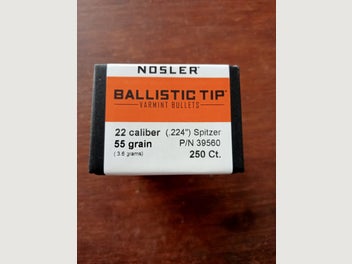 NOSLER®
BALLISTIC TIP®
VARMINT BULLETS
22 caliber (.224") Spitzer
55 grain P/N 39560
(3.6 grams) 250 Ct.